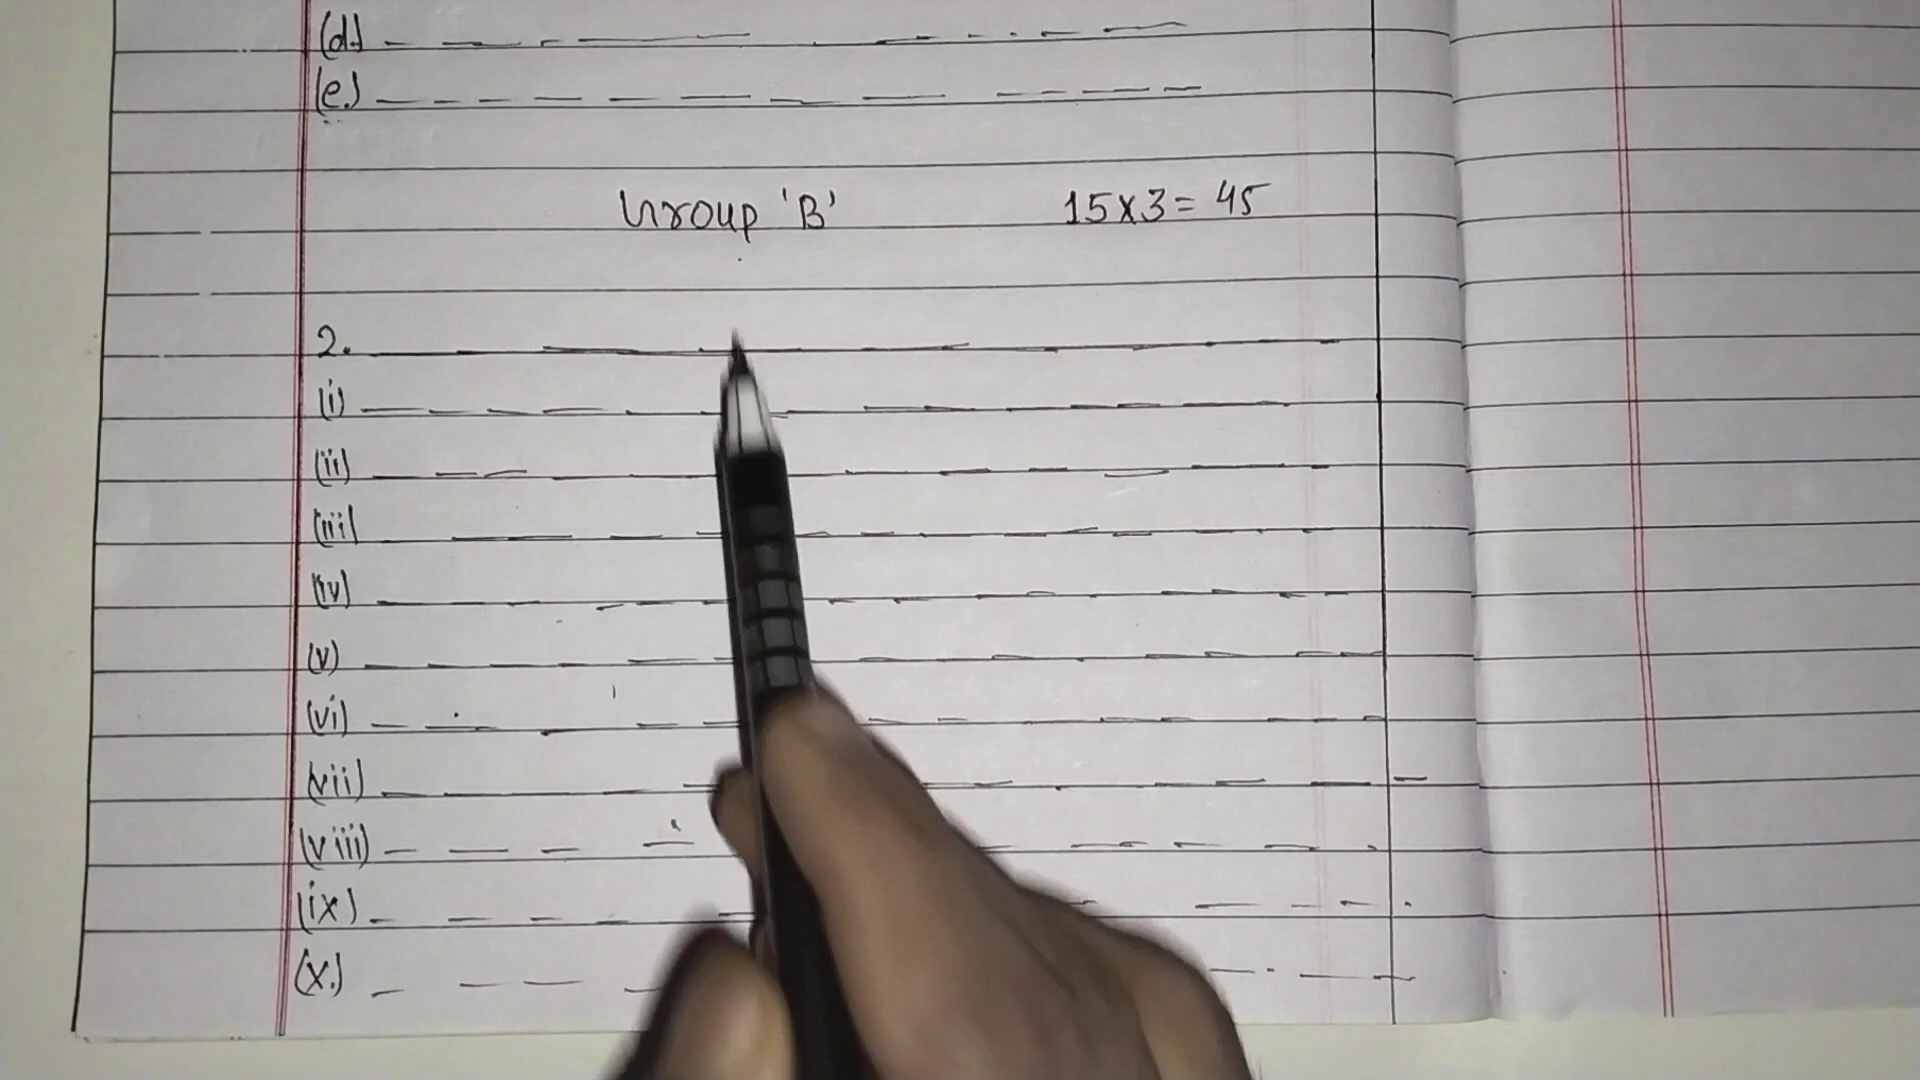 (d.)
(e.)
Group 'B' 15x3= 45
2.
(i)
(ii)
(iii)
(iv)
(v)
(vi)
(vii)
(viii)
(ix)
(x.)